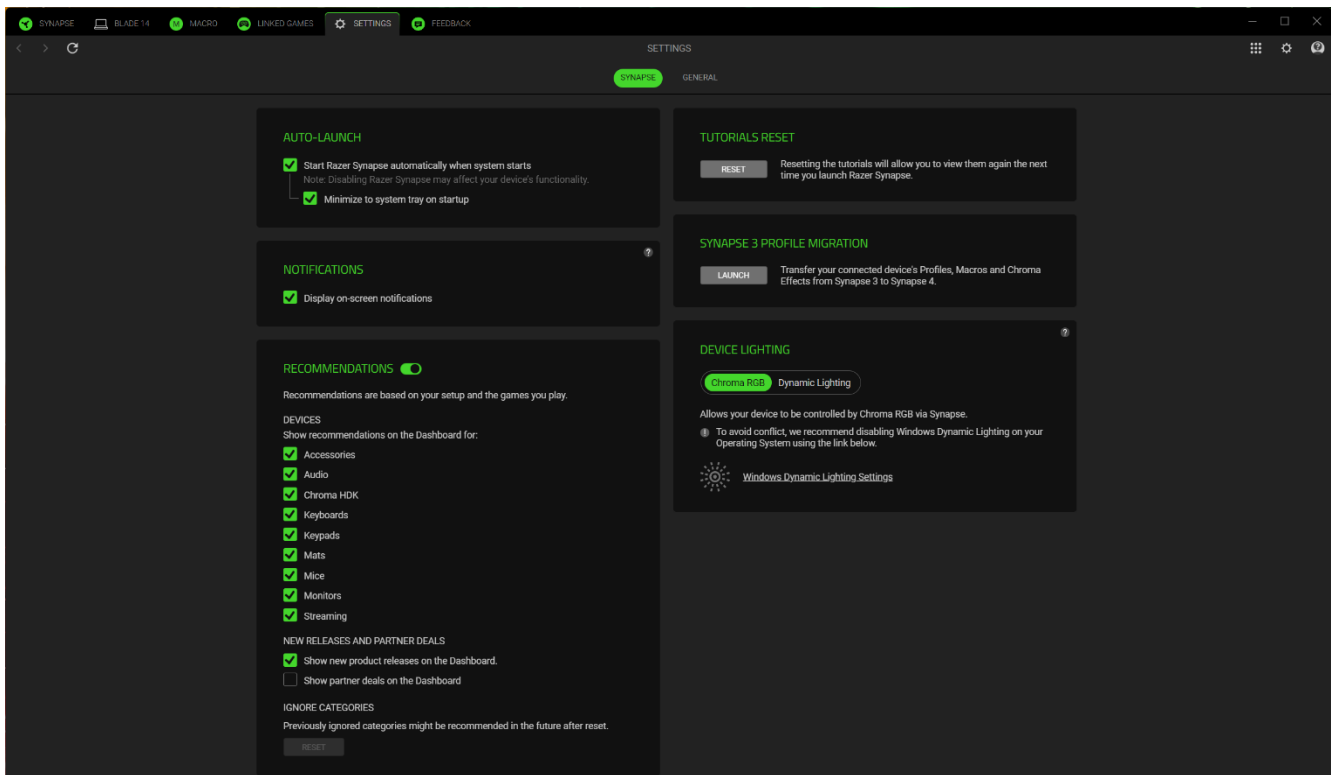 SYNAPSE
BLADE 14
MACRO
LINKED GAMES
SETTINGS
FEEDBACK
SETTINGS
SYNAPSE
GENERAL
AUTO-LAUNCH
Start Razer Synapse automatically when system starts
Note: Disabling Razer Synapse may affect your device's functionality.
Minimize to system tray on startup
NOTIFICATIONS
Display on-screen notifications
RECOMMENDATIONS
Recommendations are based on your setup and the games you play.
DEVICES
Show recommendations on the Dashboard for:
Accessories
Audio
Chroma HDK
Keyboards
Keypads
Mats
Mice
Monitors
Streaming
NEW RELEASES AND PARTNER DEALS
Show new product releases on the Dashboard.
Show partner deals on the Dashboard
IGNORE CATEGORIES
Previously ignored categories might be recommended in the future after reset.
RESET
TUTORIALS RESET
RESET
Resetting the tutorials will allow you to view them again the next
time you launch Razer Synapse.
SYNAPSE 3 PROFILE MIGRATION
LAUNCH
Transfer your connected device's Profiles, Macros and Chroma
Effects from Synapse 3 to Synapse 4.
DEVICE LIGHTING
Chroma RGB
Dynamic Lighting
Allows your device to be controlled by Chroma RGB via Synapse.
To avoid conflict, we recommend disabling Windows Dynamic Lighting on your
Operating System using the link below.
Windows Dynamic Lighting Settings